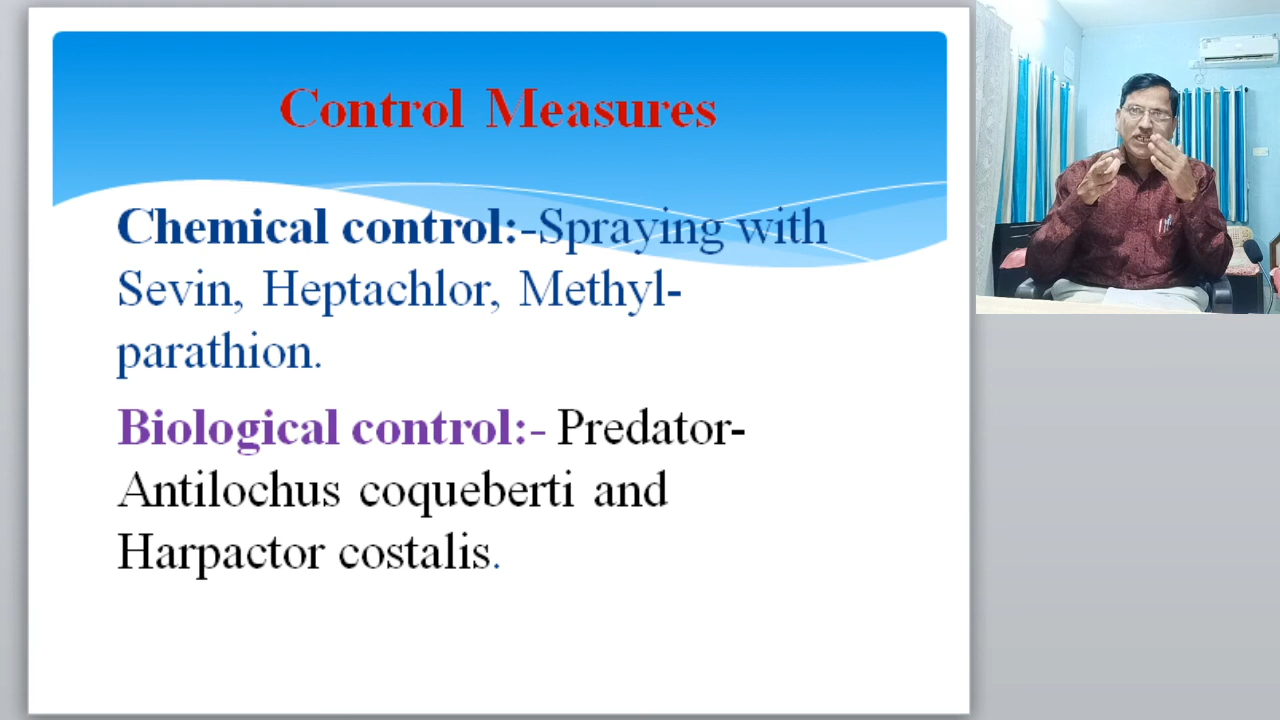 Control Measures
Chemical control:-Spraying with
Sevin, Heptachlor, Methyl-
parathion.
Biological control:- Predator-
Antilochus coqueberti and
Harpactor costalis.